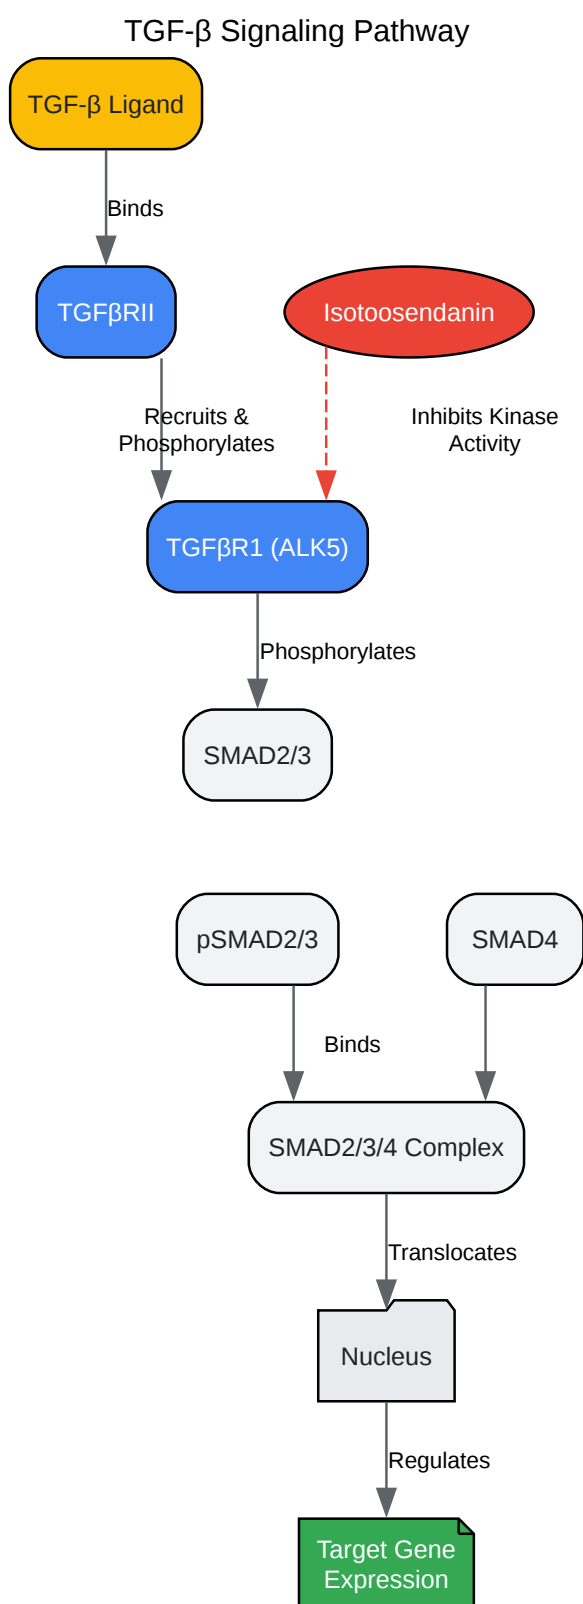 TGF-β Signaling Pathway
TGF-β Ligand
Binds
TGFβRII
Isotoosendanin
Recruits &
Phosphorylates
Inhibits Kinase
Activity
TGFβR1 (ALK5)
Phosphorylates
SMAD2/3
pSMAD2/3
SMAD4
Binds
SMAD2/3/4 Complex
Translocates
Nucleus
Regulates
Target Gene
Expression